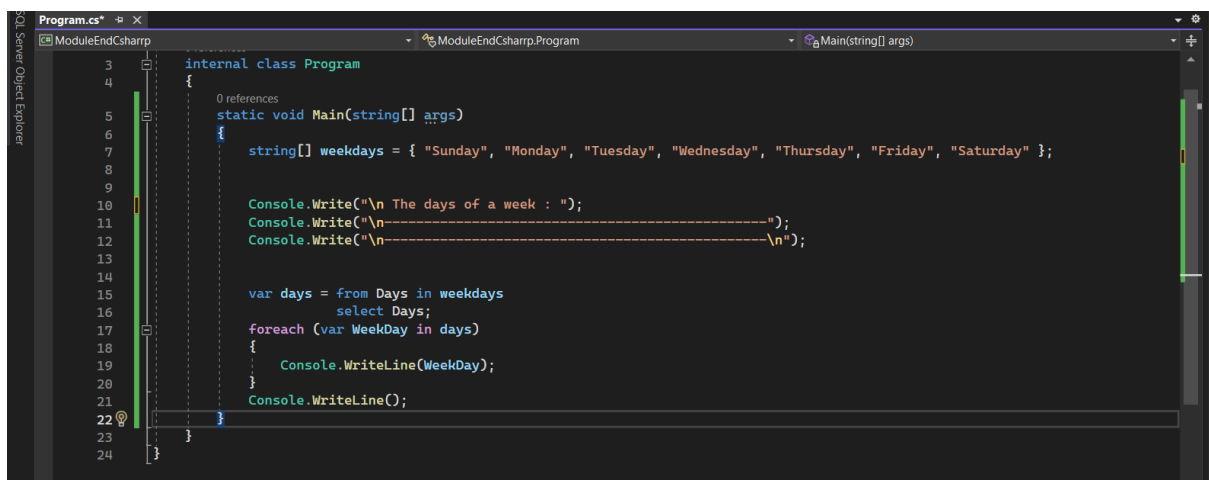 SQL Server Object Explorer
Program.cs*
ModuleEndCsharrp ModuleEndCsharrp.Program Main(string[] args)
3 internal class Program
4 {
0 references
5 static void Main(string[] args)
6 {
7 string[] weekdays = { "Sunday", "Monday", "Tuesday", "Wednesday", "Thursday", "Friday", "Saturday" };
8
9
10 Console.Write("\n The days of a week : ");
11 Console.Write("\n------------------------------------------------");
12 Console.Write("\n------------------------------------------------\n");
13
14
15 var days = from Days in weekdays
16 select Days;
17 foreach (var WeekDay in days)
18 {
19 Console.WriteLine(WeekDay);
20 }
21 Console.WriteLine();
22 }
23 }
24 }